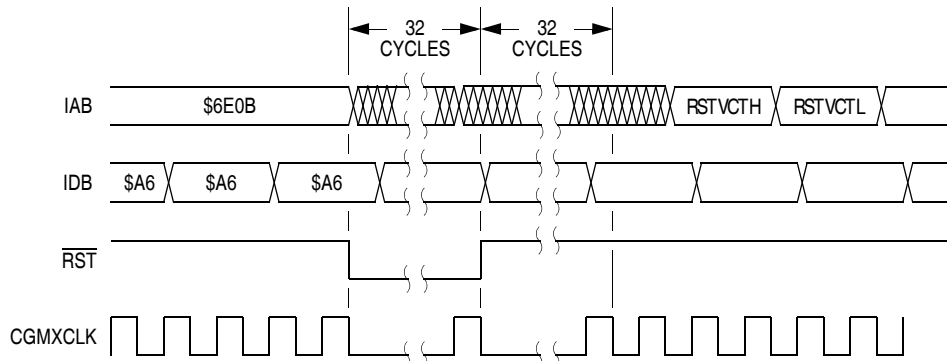 32
CYCLES
32
CYCLES
IAB
$6E0B
RSTVCTH
RSTVCTL
IDB
$A6
$A6
$A6
RST
CGMXCLK